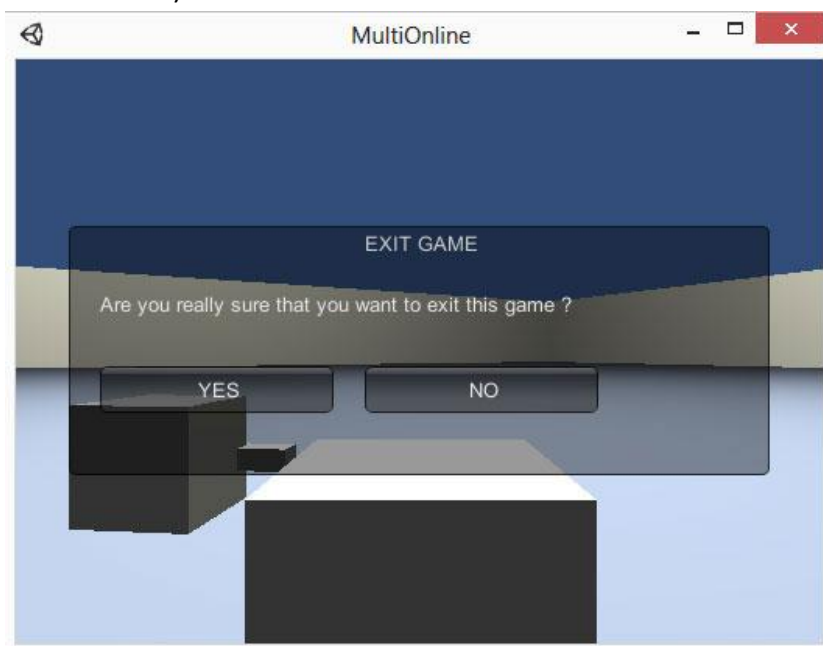 MultiOnline
EXIT GAME
Are you really sure that you want to exit this game ?
YES NO